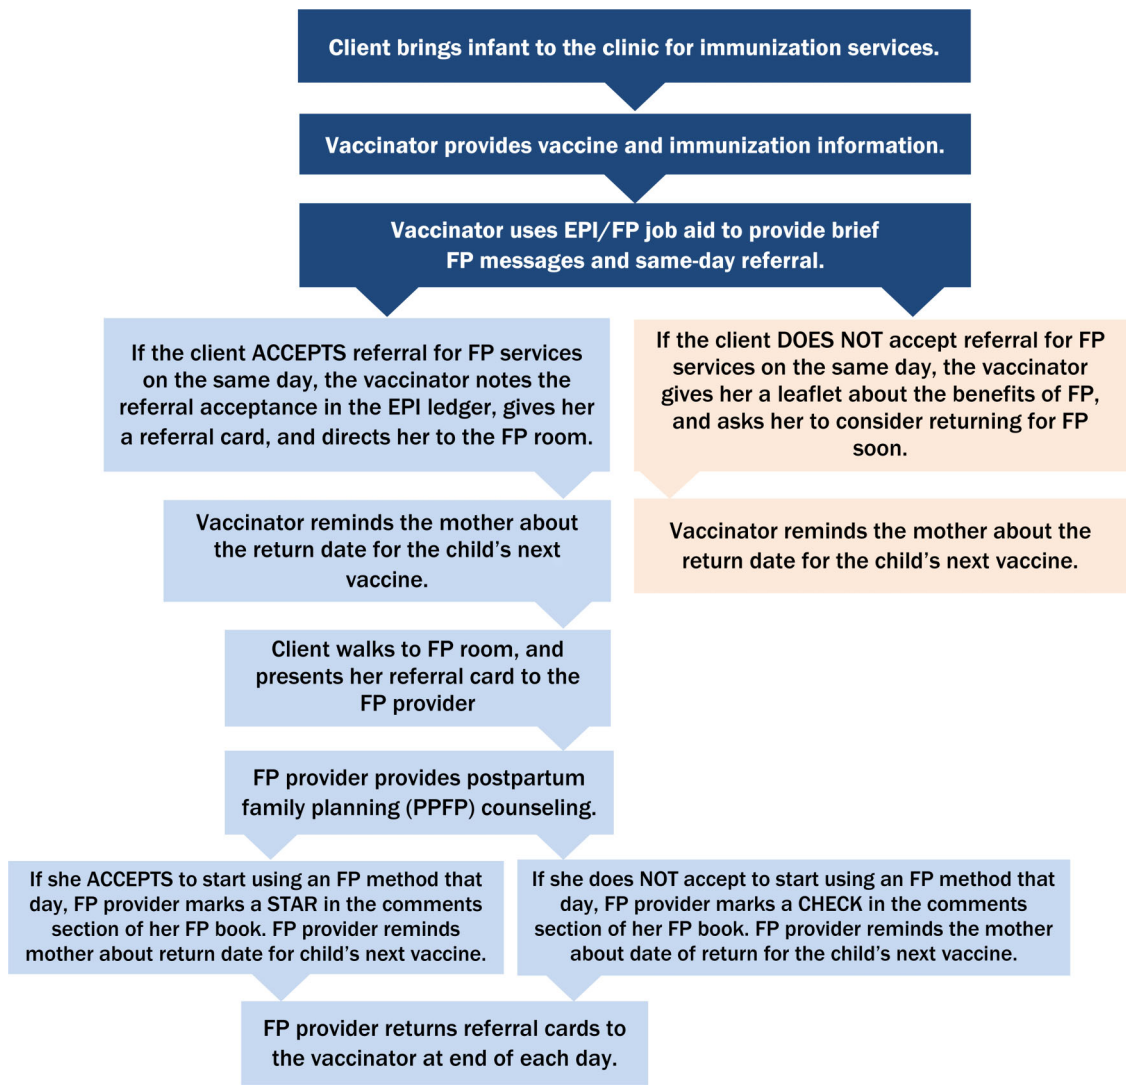 Client brings infant to the clinic for immunization services.
Vaccinator provides vaccine and immunization information.
Vaccinator uses EPI/FP job aid to provide brief
FP messages and same-day referral.
If the client ACCEPTS referral for FP services
on the same day, the vaccinator notes the
referral acceptance in the EPI ledger, gives her
a referral card, and directs her to the FP room.
If the client DOES NOT accept referral for FP
services on the same day, the vaccinator
gives her a leaflet about the benefits of FP,
and asks her to consider returning for FP
soon.
Vaccinator reminds the mother about
the return date for the child’s next
vaccine.
Vaccinator reminds the mother about the
return date for the child’s next vaccine.
Client walks to FP room, and
presents her referral card to the
FP provider
FP provider provides postpartum
family planning (PPFP) counseling.
If she ACCEPTS to start using an FP method that
day, FP provider marks a STAR in the comments
section of her FP book. FP provider reminds
mother about return date for child’s next vaccine.
If she does NOT accept to start using an FP method that
day, FP provider marks a CHECK in the comments
section of her FP book. FP provider reminds the mother
about date of return for the child’s next vaccine.
FP provider returns referral cards to
the vaccinator at end of each day.